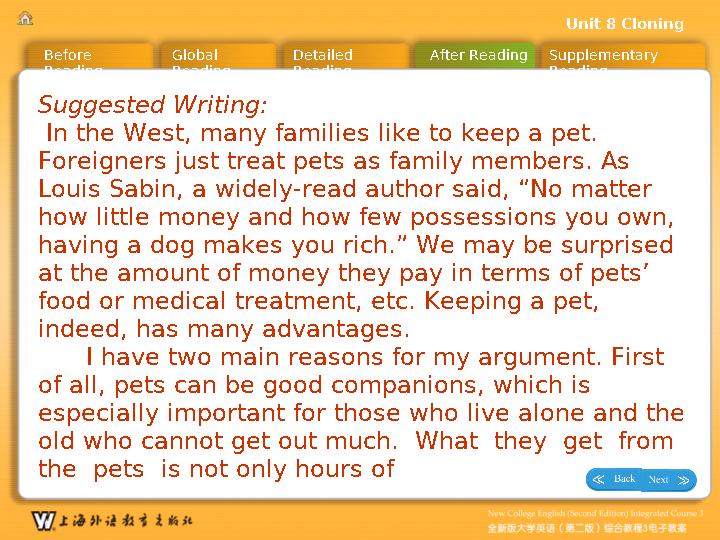 Unit 8 Cloning
Before Reading
Global Reading
Detailed Reading
After Reading
Supplementary Reading
Suggested Writing:
In the West, many families like to keep a pet.
Foreigners just treat pets as family members. As
Louis Sabin, a widely-read author said, “No matter
how little money and how few possessions you own,
having a dog makes you rich.” We may be surprised
at the amount of money they pay in terms of pets’
food or medical treatment, etc. Keeping a pet,
indeed, has many advantages.
I have two main reasons for my argument. First
of all, pets can be good companions, which is
especially important for those who live alone and the
old who cannot get out much. What they get from
the pets is not only hours of
Back
Next
上海外语教育出版社
New College English (Second Edition) Integrated Course 3
全新版大学英语（第二版）综合教程3电子教案